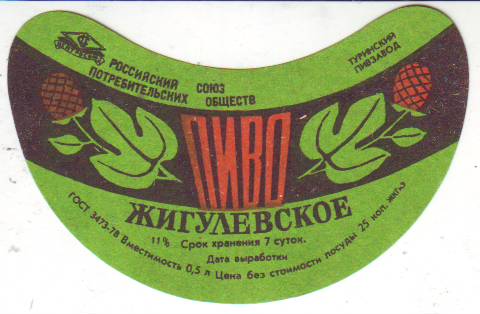 РОССИЙСКИЙ СОЮЗ
ПОТРЕБИТЕЛЬСКИХ ОБЩЕСТВ
ТУРИНСКИЙ
ПИВЗАВОД
ПИВО
ЖИГУЛЕВСКОЕ
11% Срок хранения 7 суток.
Дата выработки
ГОСТ 3473-78 Вместимость 0,5 л Цена без стоимости посуды 25 коп.